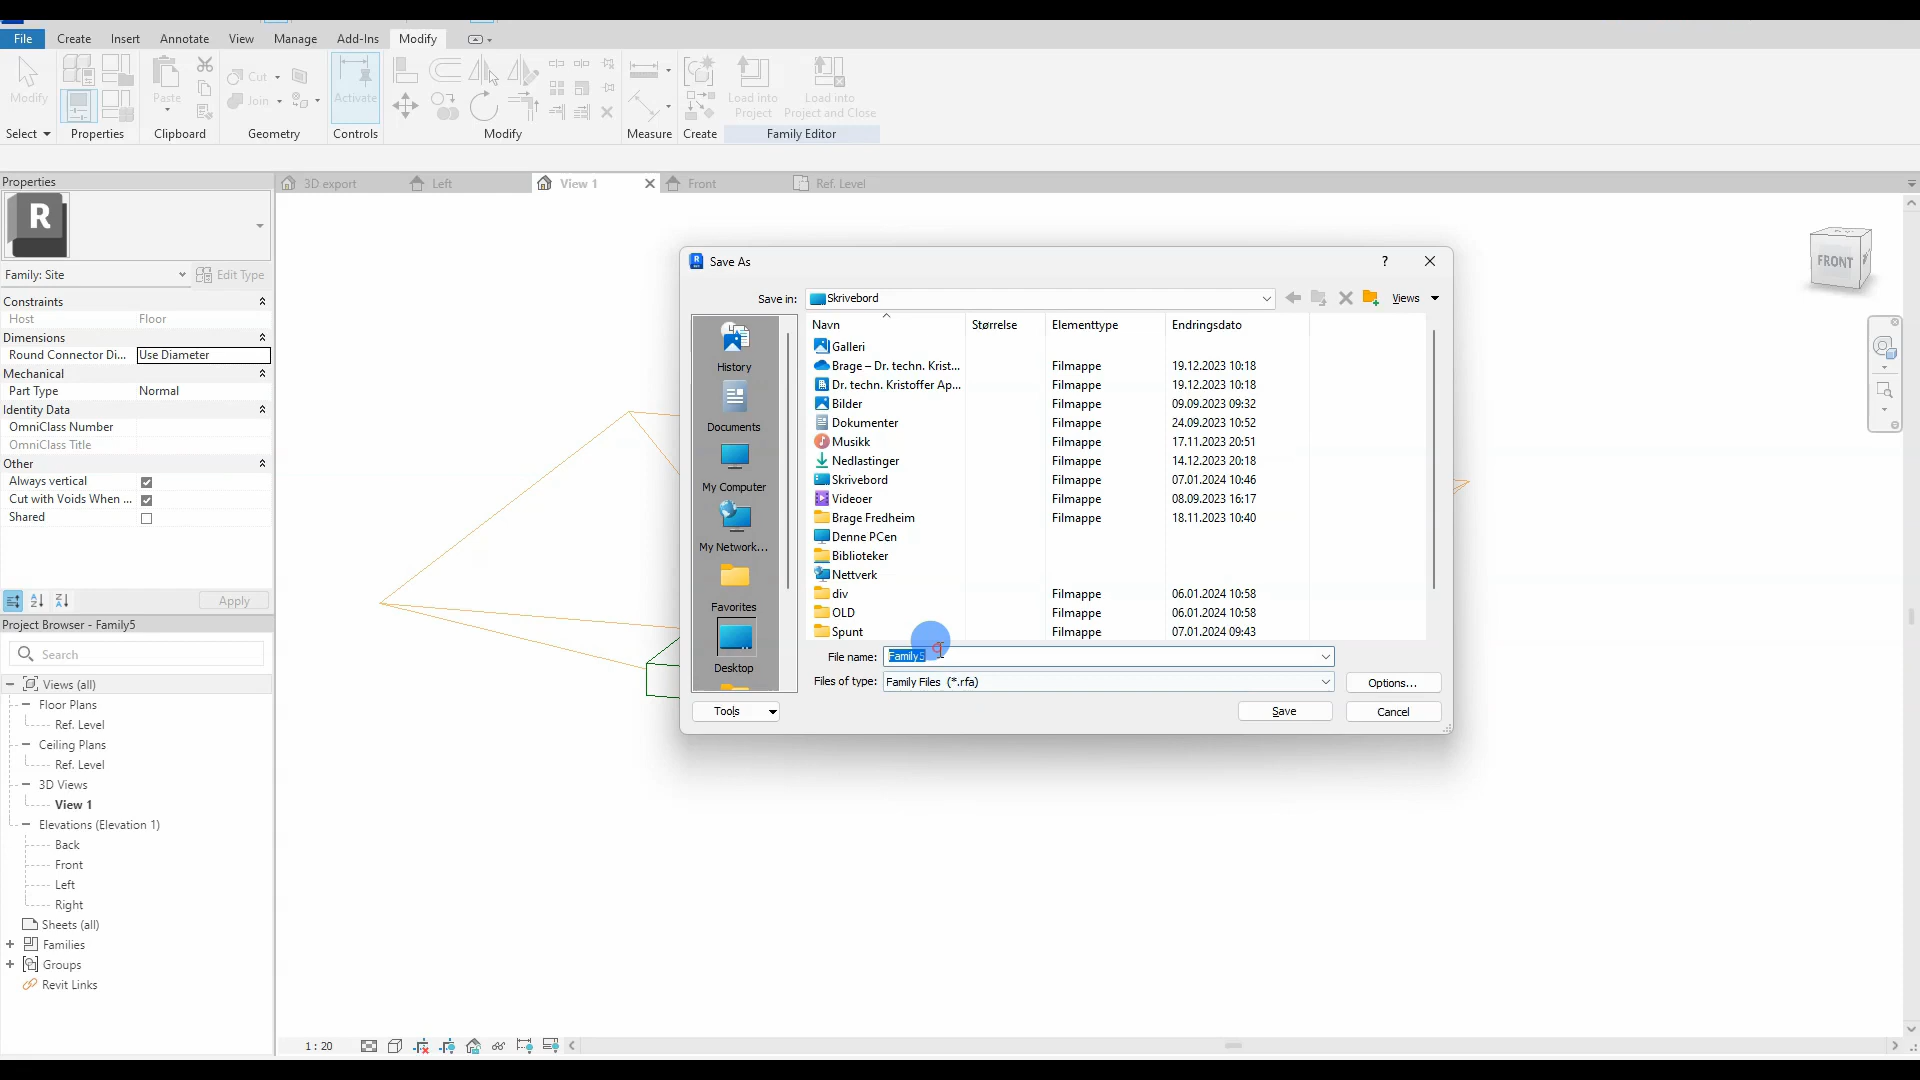 File Create Insert Annotate View Manage Add-Ins Modify
Modify Paste Cut Join Activate Load into Project Load into Project and Close
Select Properties Clipboard Geometry Controls Modify Measure Create Family Editor
Properties
3D export Left View 1 Front Ref. Level
R
Family: Site Edit Type
Constraints
Host Floor
Dimensions
Round Connector Di... Use Diameter
Mechanical
Part Type Normal
Identity Data
OmniClass Number
OmniClass Title
Other
Always vertical
Cut with Voids When ...
Shared
Apply
Project Browser - Family5
Search
Views (all)
Floor Plans
Ref. Level
Ceiling Plans
Ref. Level
3D Views
View 1
Elevations (Elevation 1)
Back
Front
Left
Right
Sheets (all)
Families
Groups
Revit Links
FRONT
Save As
?
Save in: Skrivebord Views
History
Documents
My Computer
My Network...
Favorites
Desktop
Navn Størrelse Elementtype Endringsdato
Galleri
Brage – Dr. techn. Krist... Filmappe 19.12.2023 10:18
Dr. techn. Kristoffer Ap... Filmappe 19.12.2023 10:18
Bilder Filmappe 09.09.2023 09:32
Dokumenter Filmappe 24.09.2023 10:52
Musikk Filmappe 17.11.2023 20:51
Nedlastinger Filmappe 14.12.2023 20:18
Skrivebord Filmappe 07.01.2024 10:46
Videoer Filmappe 08.09.2023 16:17
Brage Fredheim Filmappe 18.11.2023 10:40
Denne PCen
Biblioteker
Nettverk
div Filmappe 06.01.2024 10:58
OLD Filmappe 06.01.2024 10:58
Spunt Filmappe 07.01.2024 09:43
File name: Family5
Files of type: Family Files (*.rfa) Options...
Tools Save Cancel
1 : 20